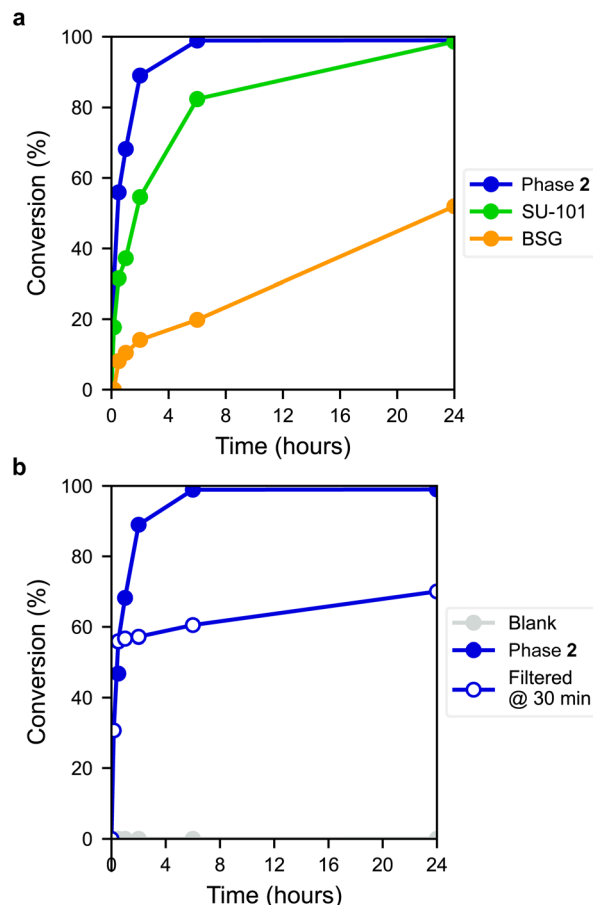 a
100
80
60
40
20
0
Conversion (%)
0 4 8 12 16 20 24
Time (hours)
Phase 2
SU-101
BSG
b
100
80
60
40
20
0
Conversion (%)
0 4 8 12 16 20 24
0
Time (hours)
Blank
Phase 2
Filtered
@ 30 min